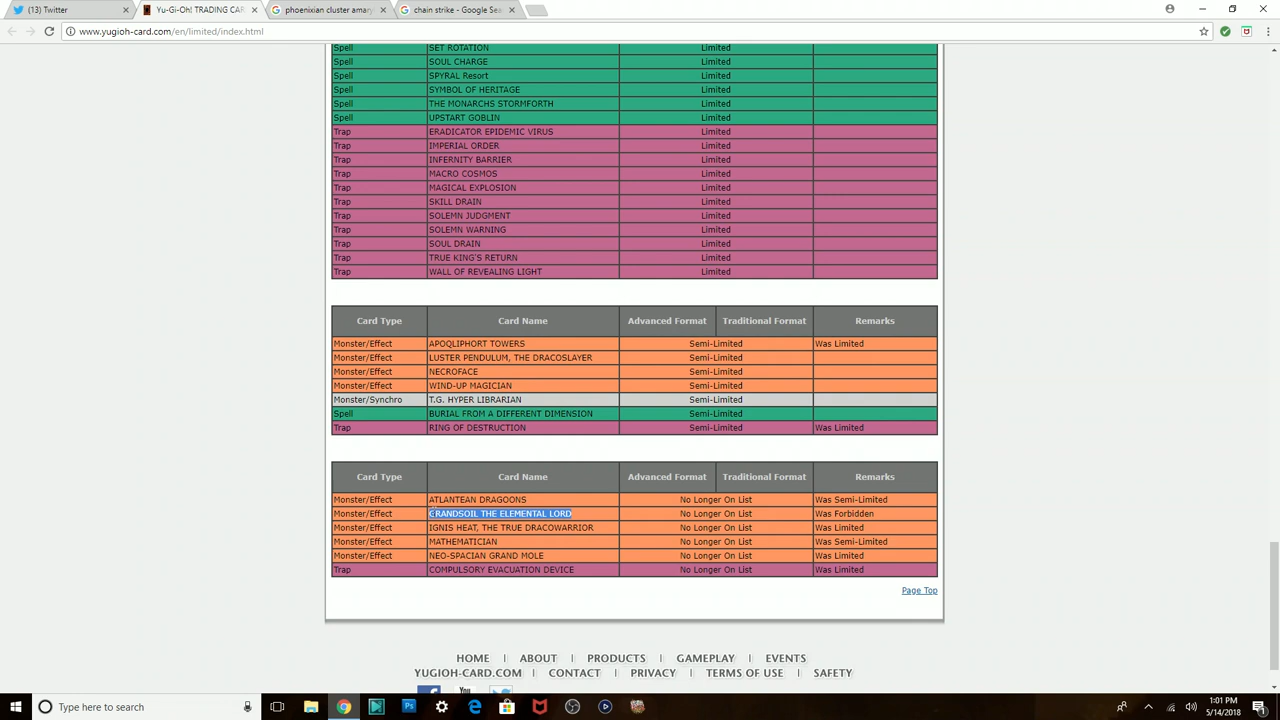 (13) Twitter
Yu-Gi-Oh! TRADING CAR
phoenixian cluster amary
chain strike - Google Sea
www.yugioh-card.com/en/limited/index.html
Spell SET ROTATION Limited
Spell SOUL CHARGE Limited
Spell SPYRAL Resort Limited
Spell SYMBOL OF HERITAGE Limited
Spell THE MONARCHS STORMFORTH Limited
Spell UPSTART GOBLIN Limited
Trap ERADICATOR EPIDEMIC VIRUS Limited
Trap IMPERIAL ORDER Limited
Trap INFERNITY BARRIER Limited
Trap MACRO COSMOS Limited
Trap MAGICAL EXPLOSION Limited
Trap SKILL DRAIN Limited
Trap SOLEMN JUDGMENT Limited
Trap SOLEMN WARNING Limited
Trap SOUL DRAIN Limited
Trap TRUE KING'S RETURN Limited
Trap WALL OF REVEALING LIGHT Limited
Card Type Card Name Advanced Format Traditional Format Remarks
Monster/Effect APOQLIPHORT TOWERS Semi-Limited Was Limited
Monster/Effect LUSTER PENDULUM, THE DRACOSLAYER Semi-Limited
Monster/Effect NECROFACE Semi-Limited
Monster/Effect WIND-UP MAGICIAN Semi-Limited
Monster/Synchro T.G. HYPER LIBRARIAN Semi-Limited
Spell BURIAL FROM A DIFFERENT DIMENSION Semi-Limited
Trap RING OF DESTRUCTION Semi-Limited Was Limited
Card Type Card Name Advanced Format Traditional Format Remarks
Monster/Effect ATLANTEAN DRAGOONS No Longer On List Was Semi-Limited
Monster/Effect GRANDSOIL THE ELEMENTAL LORD No Longer On List Was Forbidden
Monster/Effect IGNIS HEAT, THE TRUE DRACOWARRIOR No Longer On List Was Limited
Monster/Effect MATHEMATICIAN No Longer On List Was Semi-Limited
Monster/Effect NEO-SPACIAN GRAND MOLE No Longer On List Was Limited
Trap COMPULSORY EVACUATION DEVICE No Longer On List Was Limited
Page Top
HOME | ABOUT | PRODUCTS | GAMEPLAY | EVENTS
YUGIOH-CARD.COM | CONTACT | PRIVACY | TERMS OF USE | SAFETY
Type here to search
1:01 PM
5/14/2018